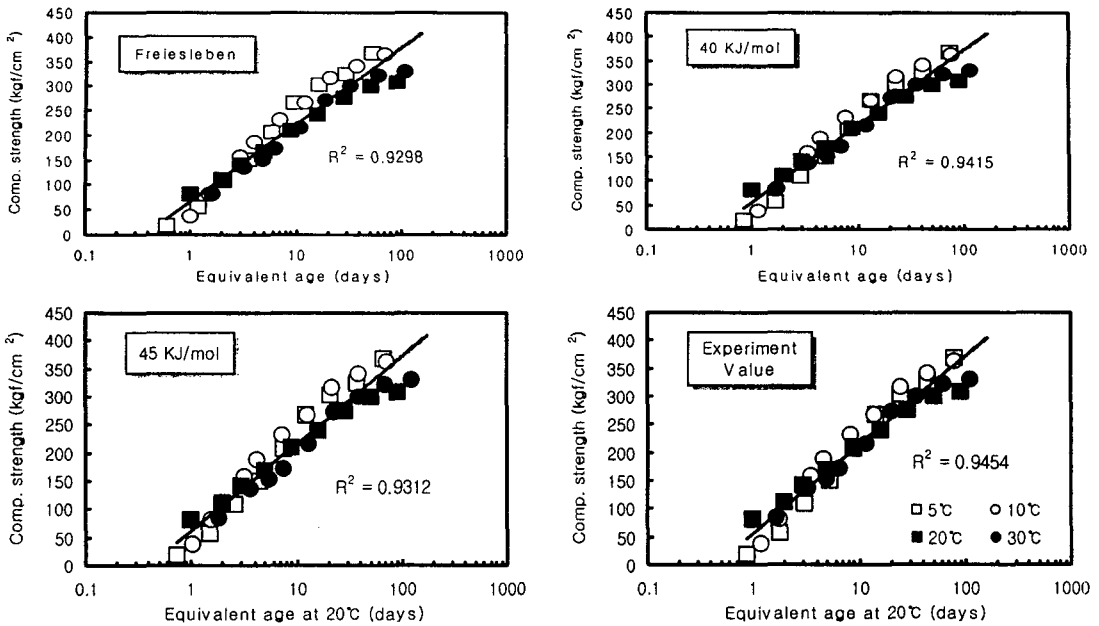 Comp. strength (kgf/cm²)
450
400
350
300
250
200
150
100
50
0
Freiesleben
R² = 0.9298
0.1 1 10 100 1000
Equivalent age (days)
Comp. strength (kgf/cm²)
450
400
350
300
250
200
150
100
50
0
40 KJ/mol
R² = 0.9415
0.1 1 10 100 1000
Equivalent age (days)
Comp. strength (kgf/cm²)
450
400
350
300
250
200
150
100
50
0
45 KJ/mol
R² = 0.9312
0.1 1 10 100 1000
Equivalent age at 20℃ (days)
Comp. strength (kgf/cm²)
450
400
350
300
250
200
150
100
50
0
Experiment
Value
R² = 0.9454
5℃ 10℃
20℃ 30℃
0.1 1 10 100 1000
Equivalent age at 20℃ (days)